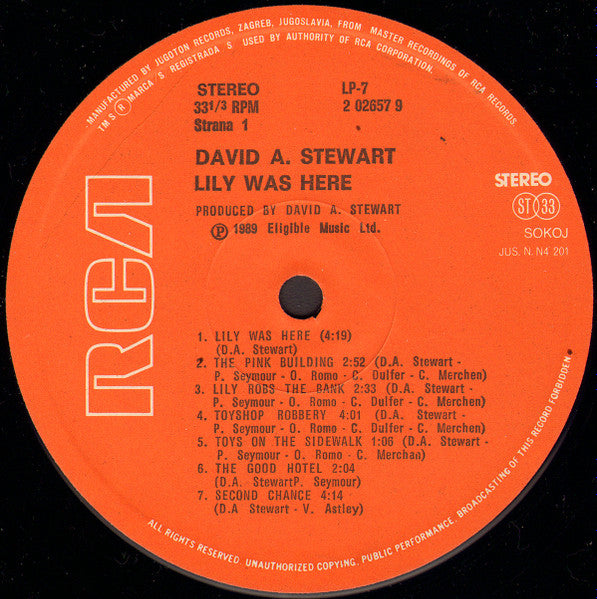 MANUFACTURED BY JUGOTON RECORDS, ZAGREB, JUGOSLAVIA, FROM MASTER RECORDINGS OF RCA RECORDS
TM S ® MARCA S REGISTRADA S USED BY AUTHORITY OF RCA CORPORATION.
STEREO LP-7
33 1/3 RPM 2 02657 9
Strana 1
DAVID A. STEWART
LILY WAS HERE
PRODUCED BY DAVID A. STEWART
Ⓟ 1989 Eligible Music Ltd.
STEREO
ST 33
SOKOJ
JUS. N. N4 201
RCA
1. LILY WAS HERE (4:19)
(D.A. Stewart)
2. THE PINK BUILDING 2:52 (D.A. Stewart -
P. Seymour - O. Romo - C. Dulfer - C. Merchen)
3. LILY ROBS THE BANK 2:33 (D.A. Stewart -
P. Seymour - O. Romo - C. Dulfer - C. Merchen)
4. TOYSHOP ROBBERY 4:01 (D.A. Stewart -
P. Seymour - O. Romo - C. Dulfer - C. Merchen)
5. TOYS ON THE SIDEWALK 1:06 (D.A. Stewart -
P. Seymour - O. Romo - C. Merchan)
6. THE GOOD HOTEL 2:04
(D.A. StewartP. Seymour)
7. SECOND CHANCE 4:14
(D.A Stewart - V. Astley)
ALL RIGHTS RESERVED. UNAUTHORIZED COPYING, PUBLIC PERFORMANCE, BROADCASTING OF THIS RECORD FORBIDDEN.